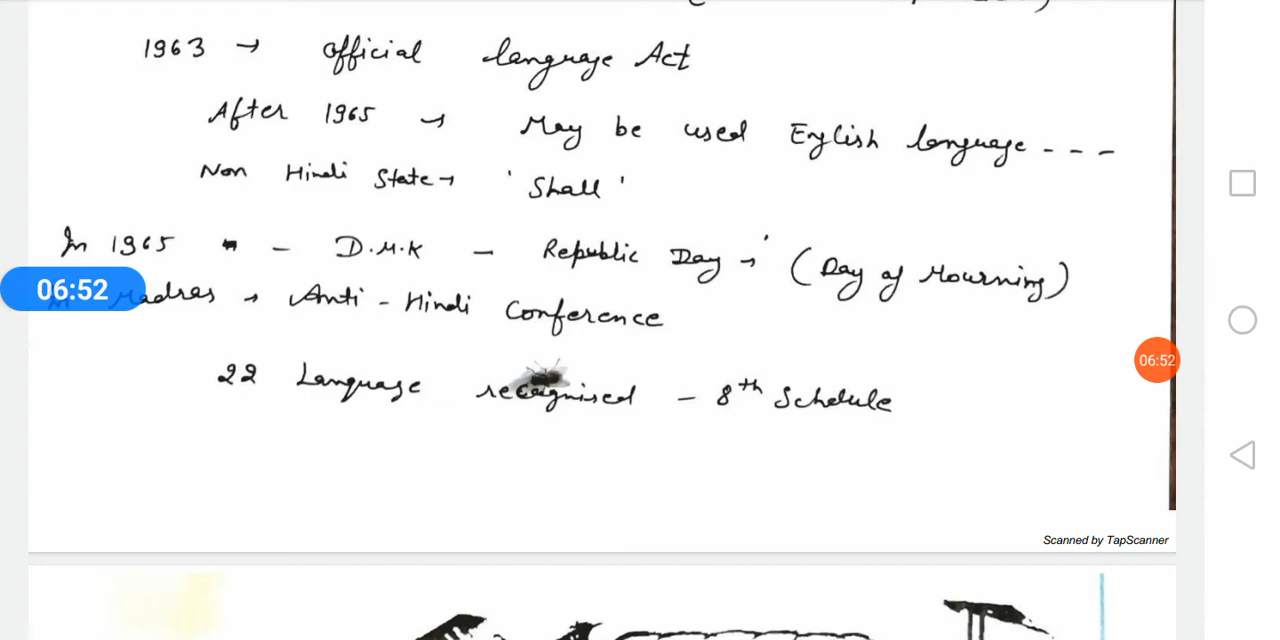 1963 → official language Act
After 1965 → May be used English language - - -
Non Hindi State → 'Shall'
In 1965 - D.M.K - Republic Day → (Day of Mourning)
06:52
Madras → Anti-Hindi Conference
06:52
22 Language recognised - 8th Schedule
Scanned by TapScanner